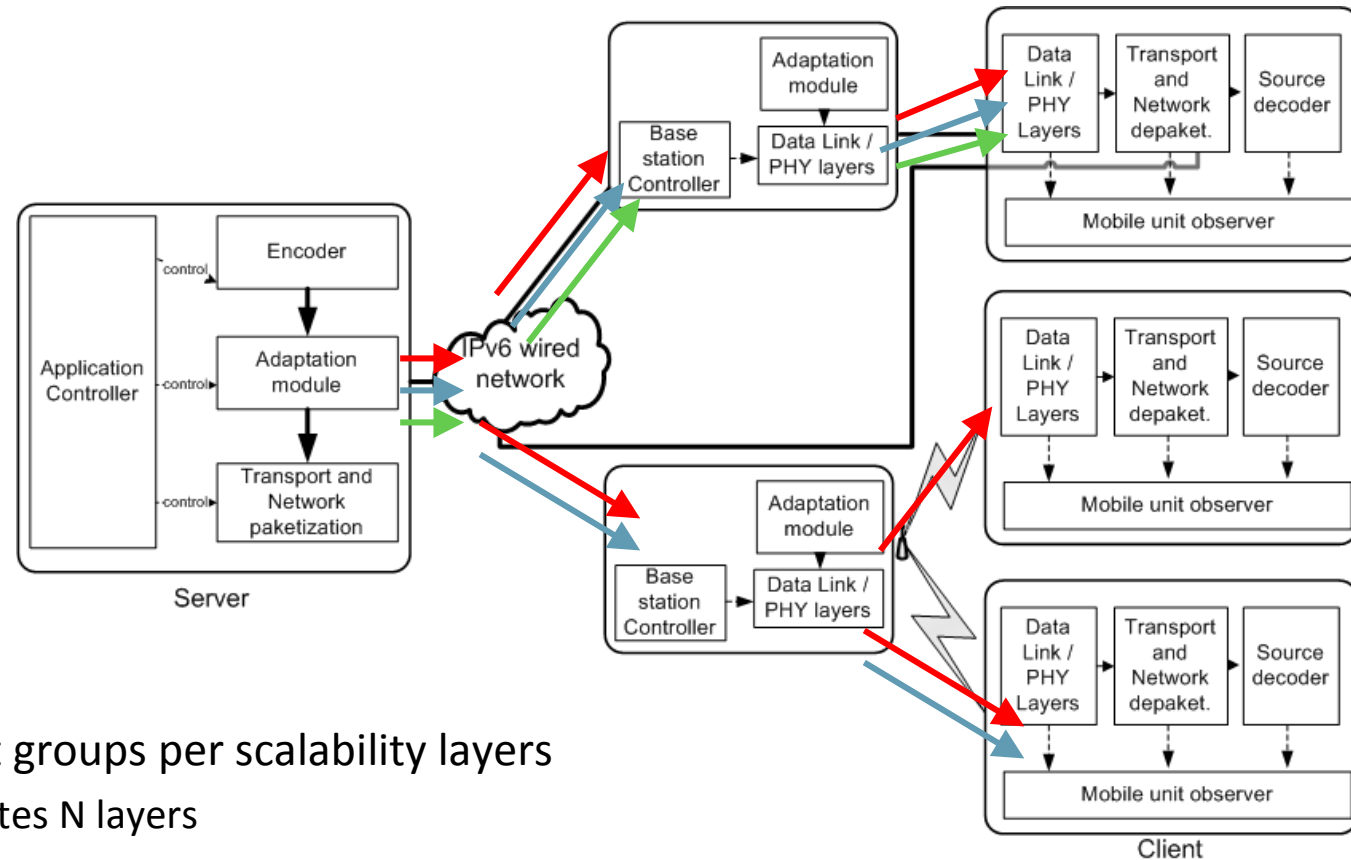 Application
Controller
control
control
control
Encoder
Adaptation
module
Transport and
Network
paketization
Server
IPv6 wired
network
Adaptation
module
Base
station
Controller
Data Link /
PHY layers
Adaptation
module
Base
station
Controller
Data Link /
PHY layers
Data
Link /
PHY
Layers
Transport
and
Network
depaket.
Source
decoder
Mobile unit observer
Data
Link /
PHY
Layers
Transport
and
Network
depaket.
Source
decoder
Mobile unit observer
Data
Link /
PHY
Layers
Transport
and
Network
depaket.
Source
decoder
Mobile unit observer
Client
groups per scalability layers
tes N layers